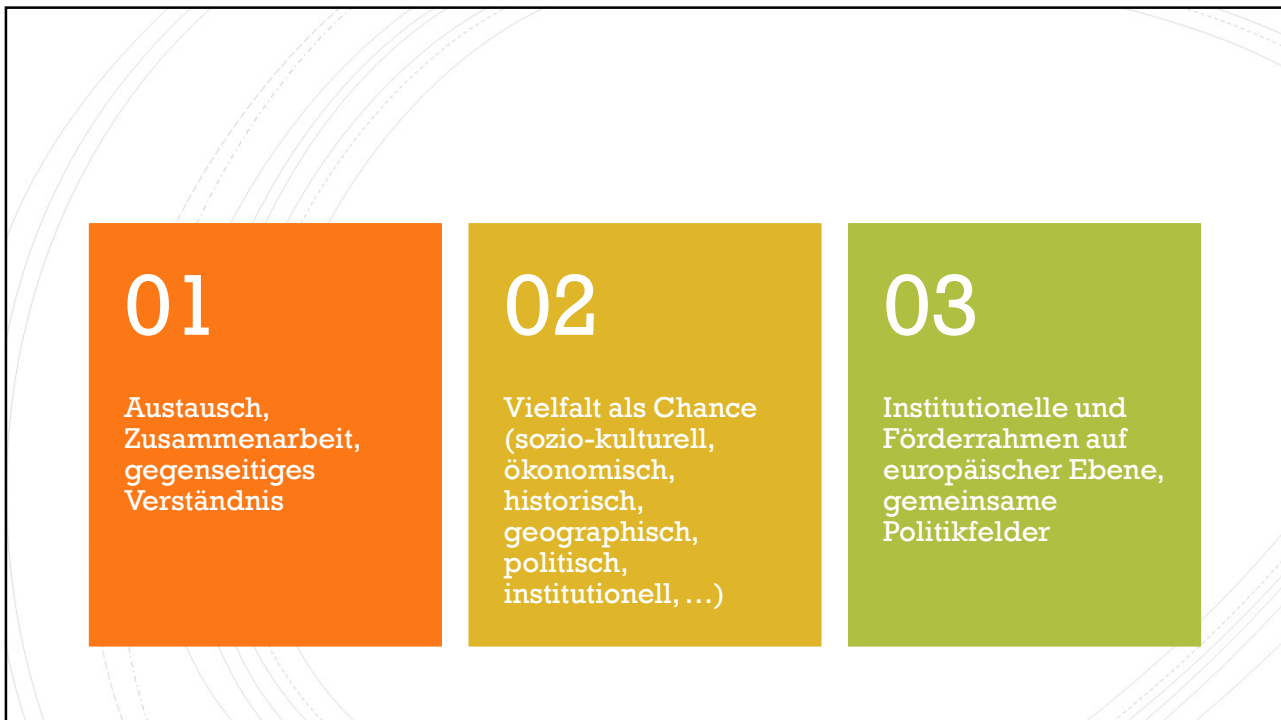 01
Austausch,
Zusammenarbeit,
gegenseitiges
Verständnis
02
Vielfalt als Chance
(sozio-kulturell,
ökonomisch,
historisch,
geographisch,
politisch,
institutionell, …)
03
Institutionelle und
Förderrahmen auf
europäischer Ebene,
gemeinsame
Politikfelder